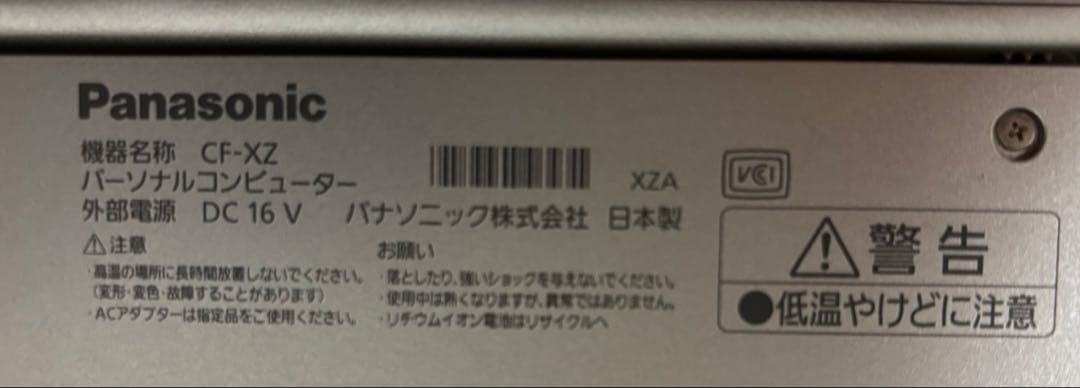 Panasonic
機器名称 CF-XZ
パーソナルコンピューター
XZA
VCI
外部電源 DC 16 V パナソニック株式会社 日本製
⚠注意
・高温の場所に長時間放置しないでください。
(変形・変色・故障することがあります)
・ACアダプターは指定品をご使用ください。
お願い
・落としたり、強いショックを与えないでください。
・使用中は熱くなりますが、異常ではありません。
・リチウムイオン電池はリサイクルへ
⚠警告
●低温やけどに注意